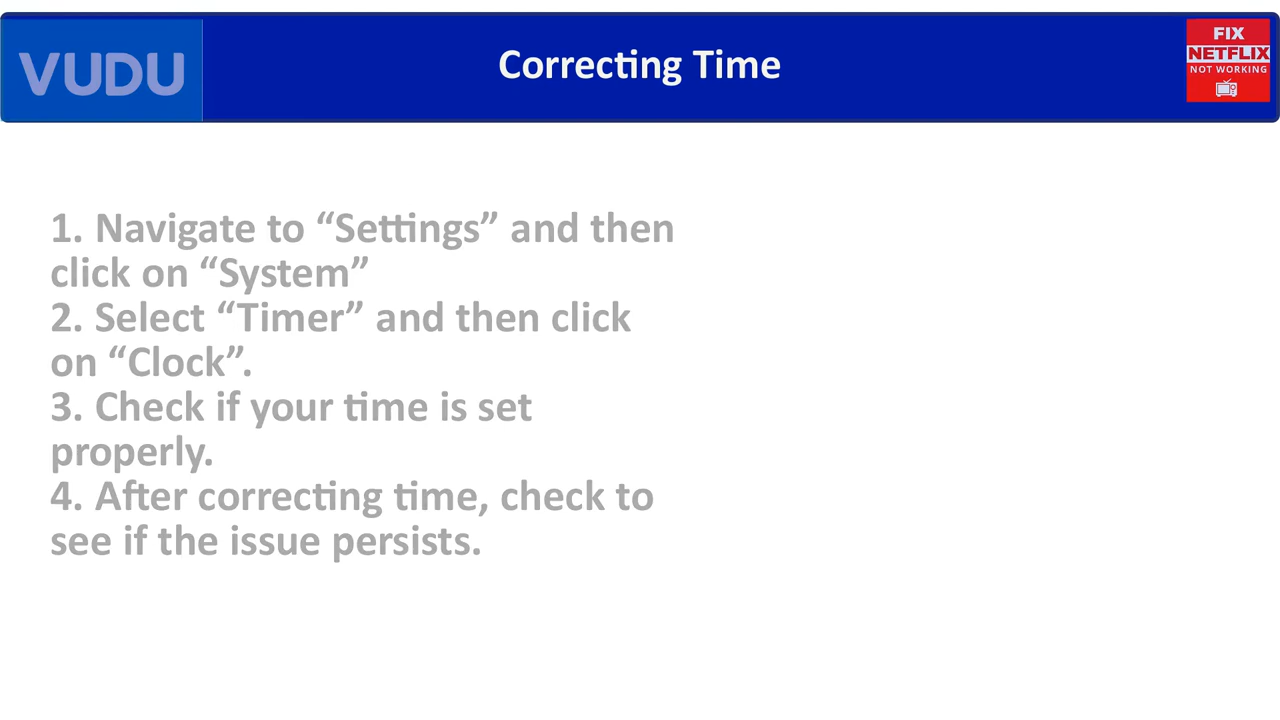 VUDU
Correcting Time
FIX
NETFLIX
NOT WORKING
1. Navigate to “Settings” and then
click on “System”
2. Select “Timer” and then click
on “Clock”.
3. Check if your time is set
properly.
4. After correcting time, check to
see if the issue persists.